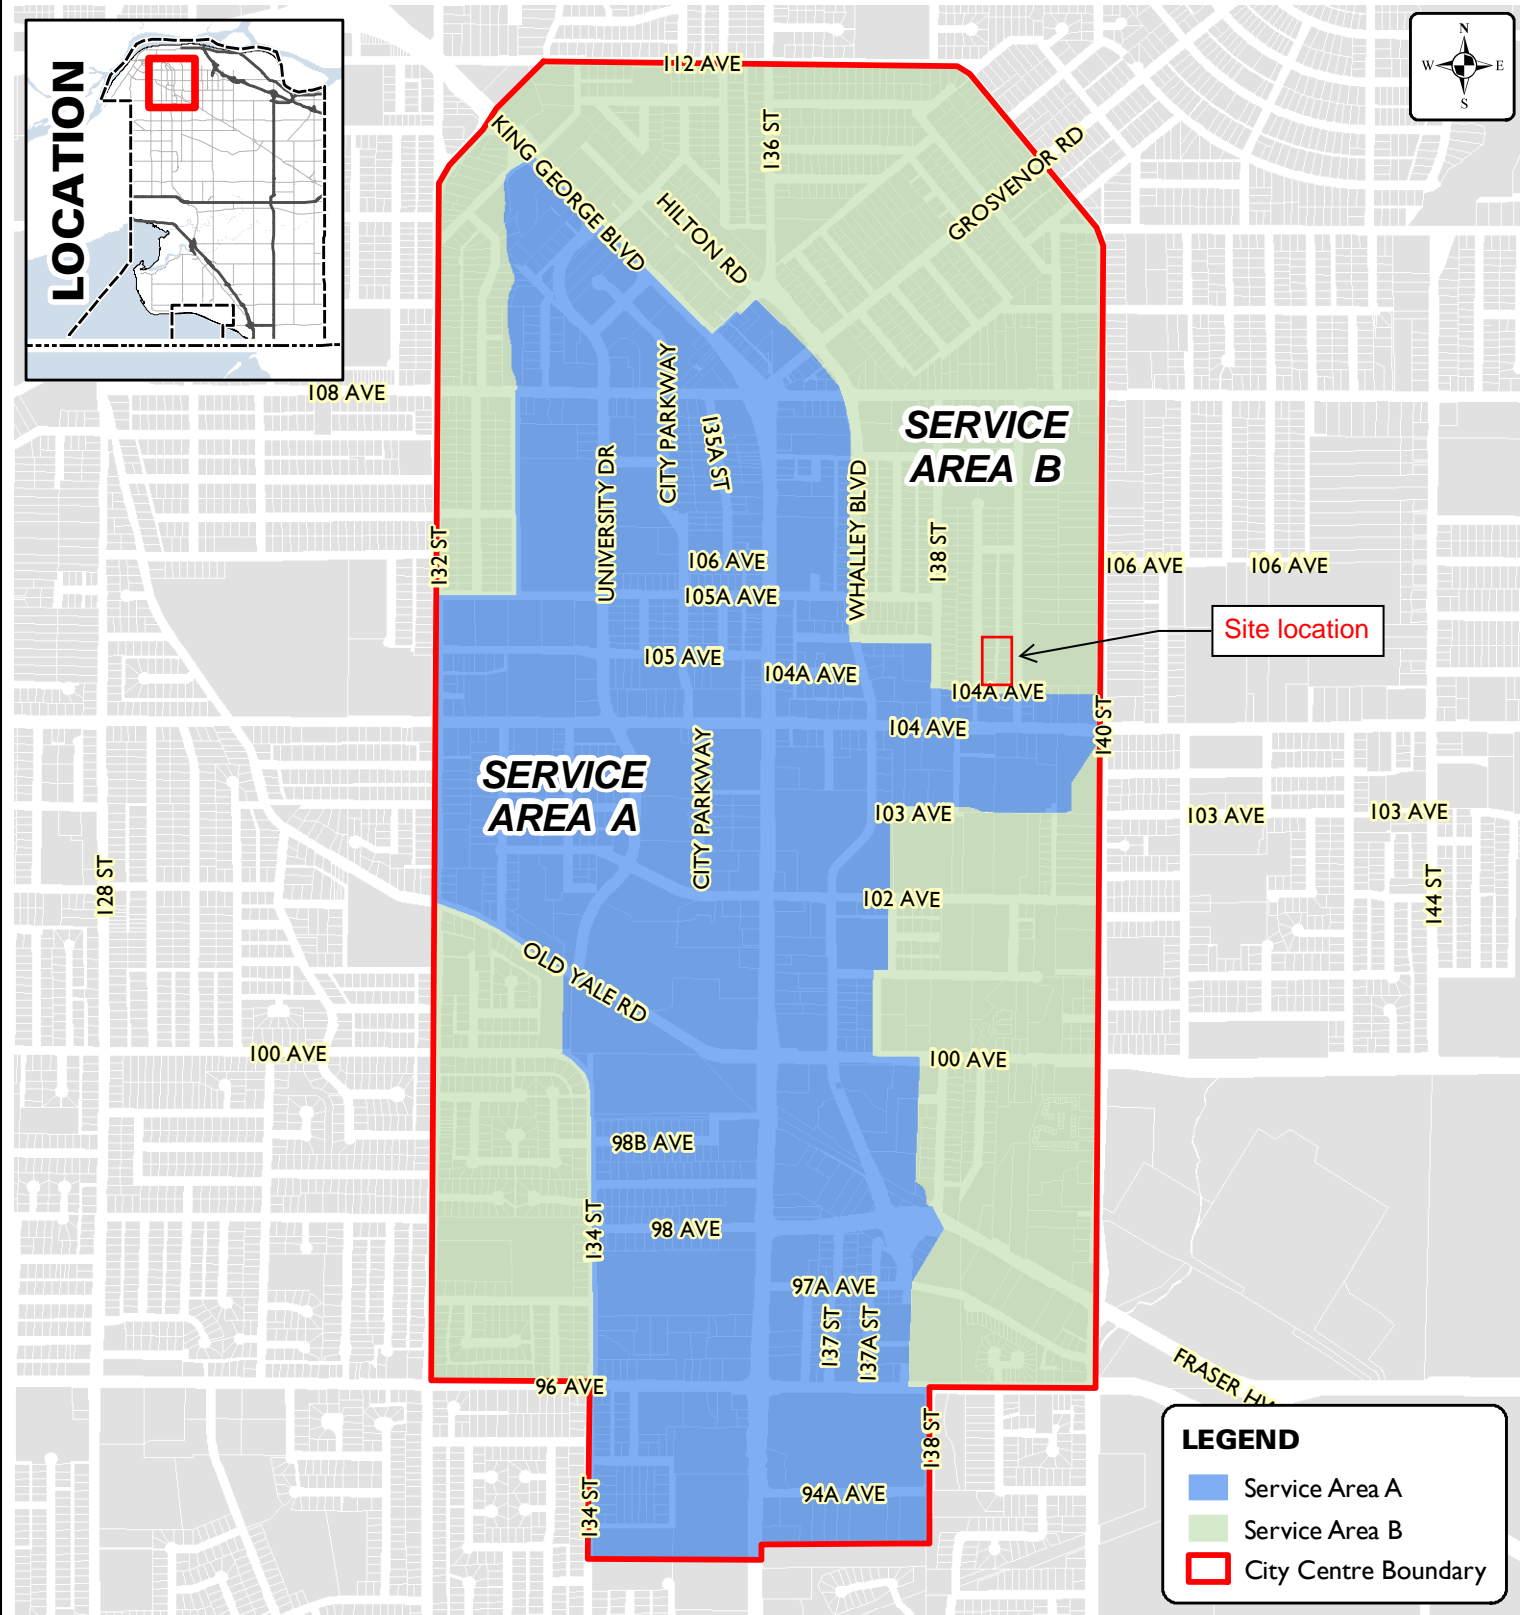 LOCATION
N
W E
S
112 AVE
136 ST
KING GEORGE BLVD
HILTON RD
GROSVENOR RD
108 AVE
CITY PARKWAY
135A ST
SERVICE
AREA B
UNIVERSITY DR
WHALLEY BLVD
132 ST
138 ST
106 AVE
106 AVE
106 AVE
105A AVE
Site location
105 AVE
104A AVE
104A AVE
104 AVE
140 ST
CITY PARKWAY
SERVICE
AREA A
103 AVE
103 AVE
103 AVE
128 ST
102 AVE
144 ST
OLD YALE RD
100 AVE
100 AVE
98B AVE
134 ST
98 AVE
97A AVE
137 ST
137A ST
96 AVE
FRASER HW
138 ST
134 ST
94A AVE
LEGEND
Service Area A
Service Area B
City Centre Boundary